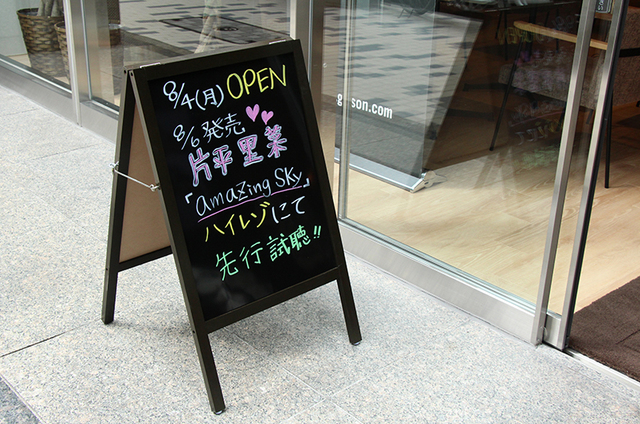 8/4(月) OPEN
8/6 発売
片平里菜
「amazing sky」
ハイレゾにて
先行試聴!!
son.com